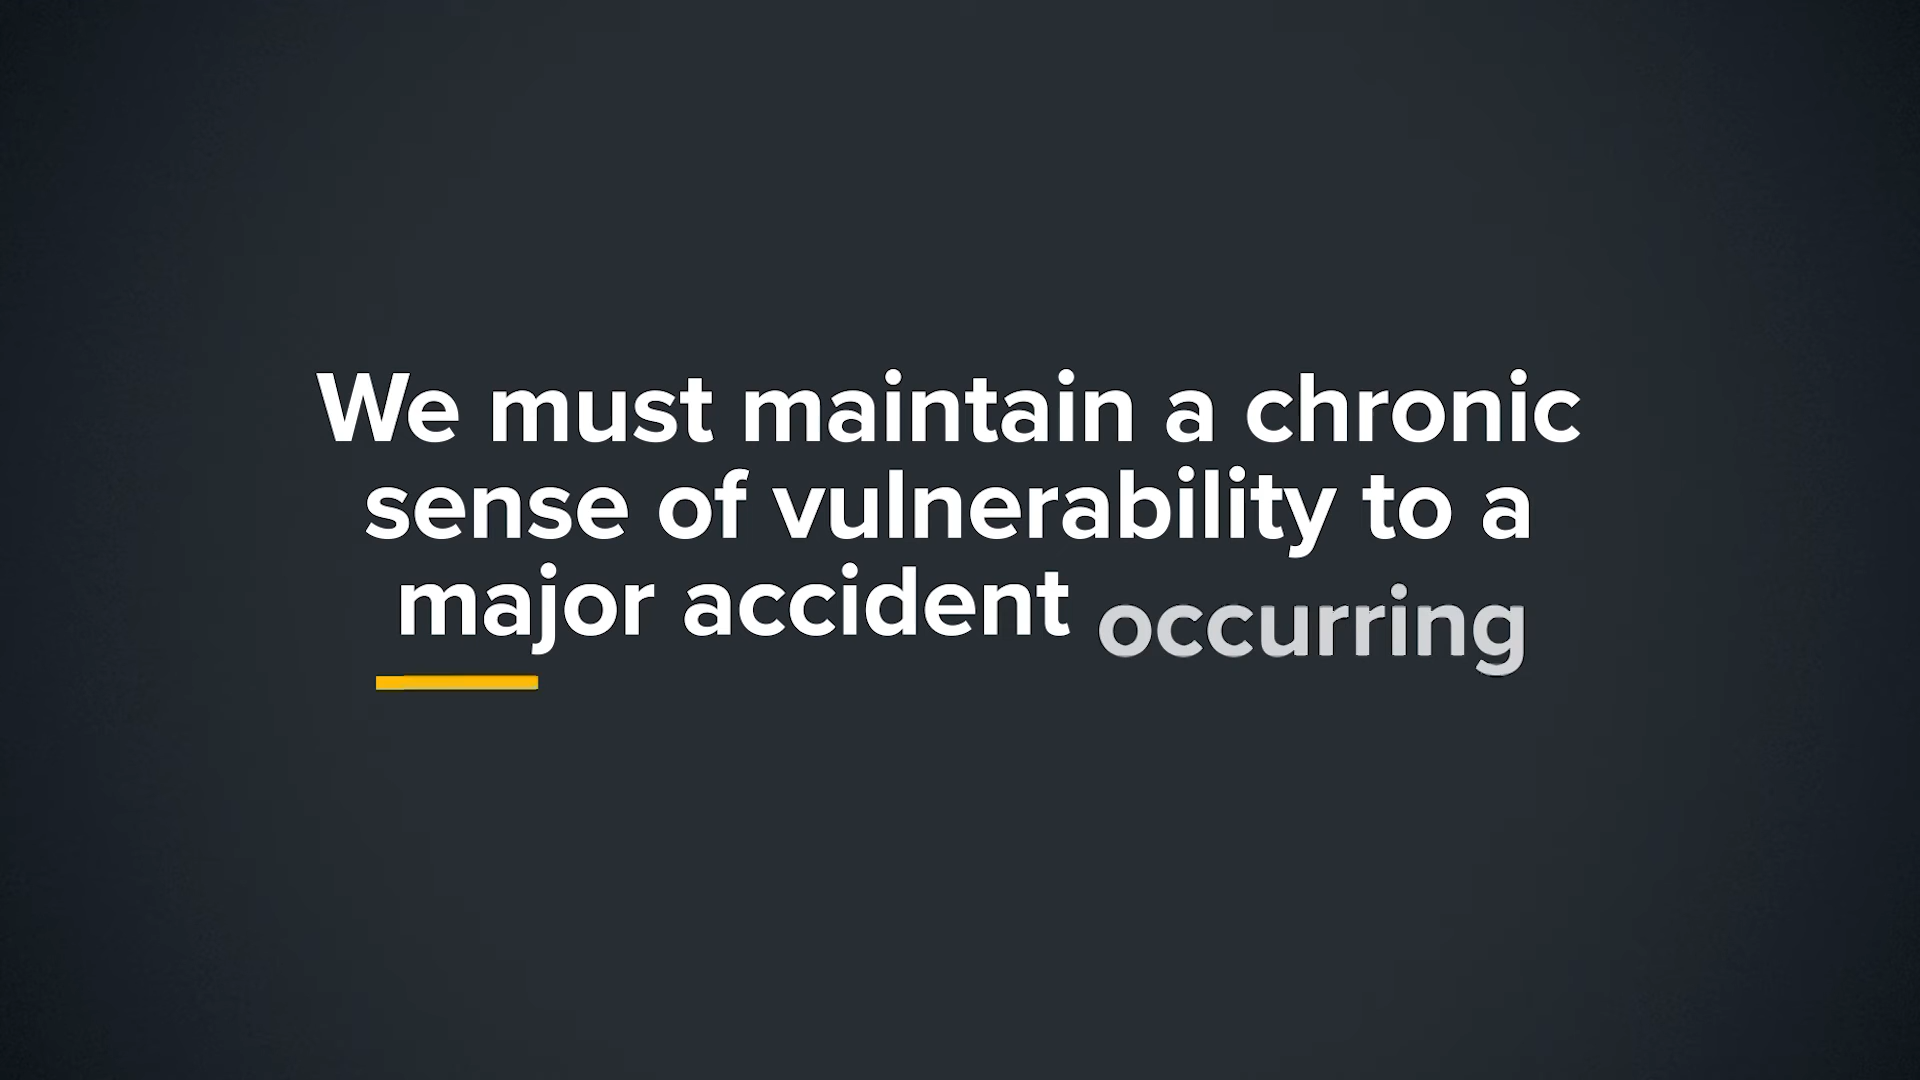 We must maintain a chronic
sense of vulnerability to a
major accident occurring